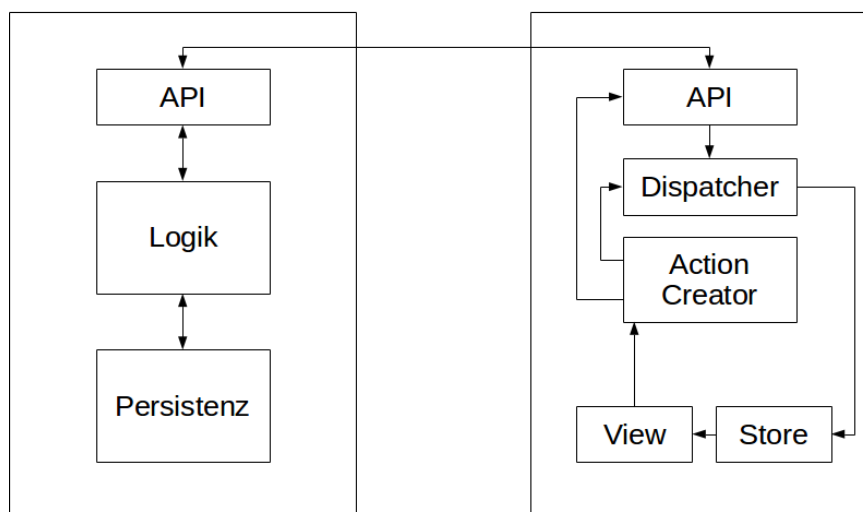 API
Logik
Persistenz
API
Dispatcher
Action
Creator
View
Store